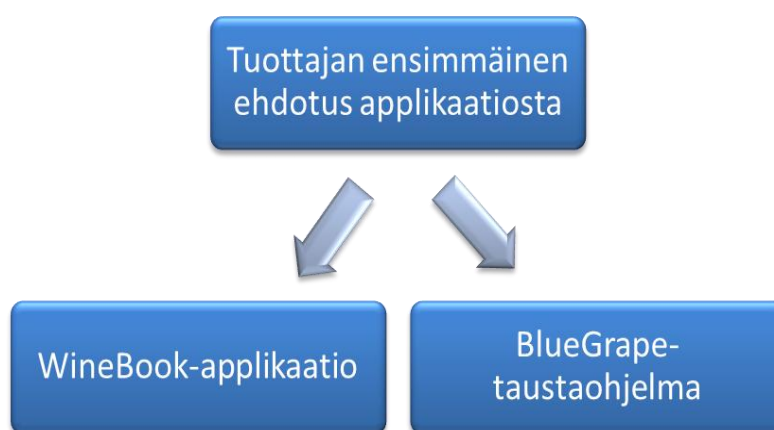 Tuottajan ensimmäinen
ehdotus applikaatiosta
WineBook-applikaatio
BlueGrape-
taustaohjelma